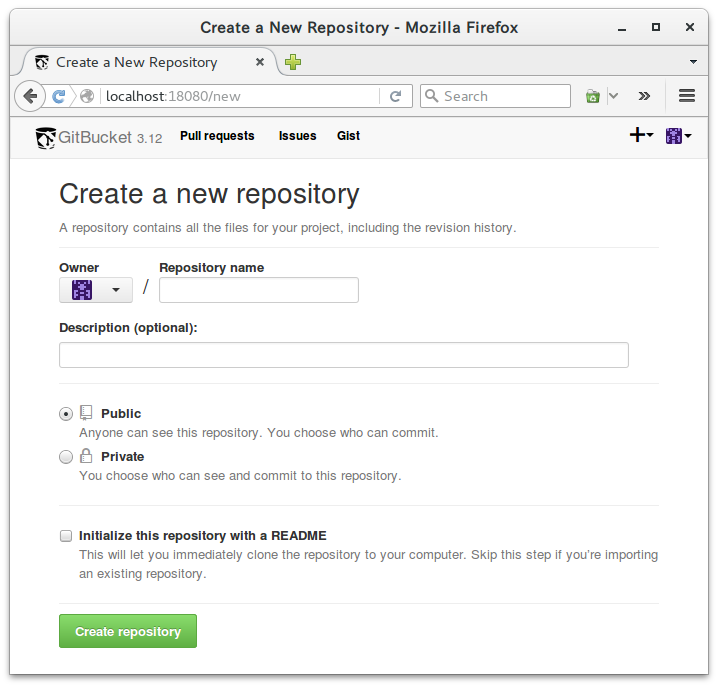 Create a New Repository - Mozilla Firefox
Create a New Repository
localhost:18080/new
Search
GitBucket 3.12 Pull requests Issues Gist
Create a new repository
A repository contains all the files for your project, including the revision history.
Owner Repository name
/
Description (optional):
Public
Anyone can see this repository. You choose who can commit.
Private
You choose who can see and commit to this repository.
Initialize this repository with a README
This will let you immediately clone the repository to your computer. Skip this step if you're importing
an existing repository.
Create repository